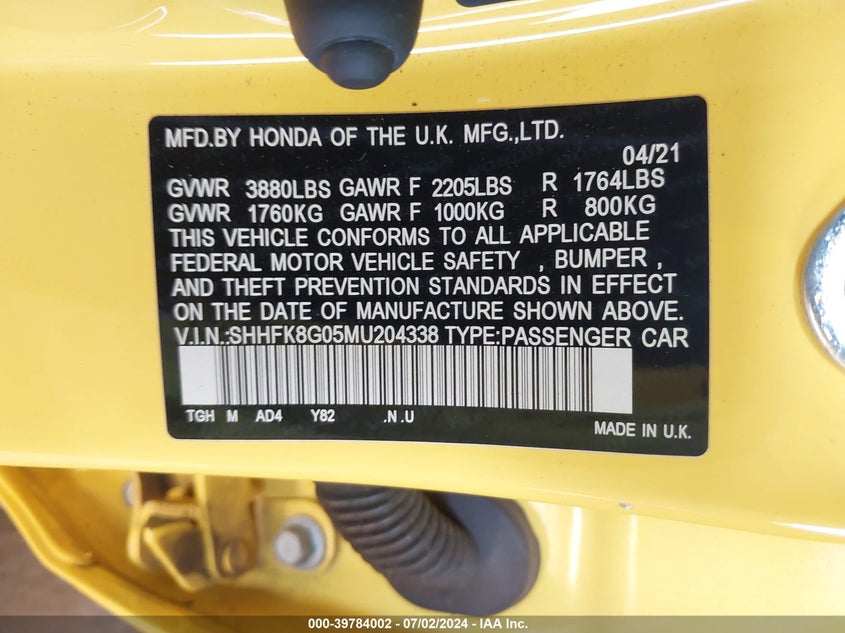 MFD.BY HONDA OF THE U.K. MFG.,LTD.
04/21
GVWR 3880LBS GAWR F 2205LBS R 1764LBS
GVWR 1760KG GAWR F 1000KG R 800KG
THIS VEHICLE CONFORMS TO ALL APPLICABLE
FEDERAL MOTOR VEHICLE SAFETY , BUMPER ,
AND THEFT PREVENTION STANDARDS IN EFFECT
ON THE DATE OF MANUFACTURE SHOWN ABOVE.
V.I.N.:SHHFK8G05MU204338 TYPE:PASSENGER CAR
TGH M AD4 Y82 .N .U
MADE IN U.K.
000-39784002 - 07/02/2024 - IAA Inc.